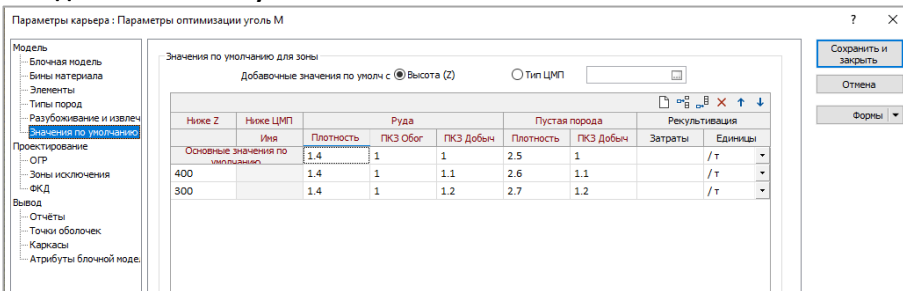 Параметры карьера : Параметры оптимизации уголь М
? ×
Модель
Блочная модель
Бины материала
Элементы
Типы пород
Разубоживание и извлеч
Значения по умолчанию
Проектирование
ОГР
Зоны исключения
ФКД
Вывод
Отчёты
Точки оболочек
Каркасы
Атрибуты блочной моде
Значения по умолчанию для зоны
Добавочные значения по умолч с Высота (Z) Тип ЦМП
Ниже Z Ниже ЦМП Руда Пустая порода Рекультивация
Имя Плотность ПКЗ Обог ПКЗ Добыч Плотность ПКЗ Добыч Затраты Единицы
Основные значения по умолчанию 1.4 1 1 2.5 1 / т
400 1.4 1 1.1 2.6 1.1 / т
300 1.4 1 1.2 2.7 1.2 / т
Сохранить и
закрыть
Отмена
Формы